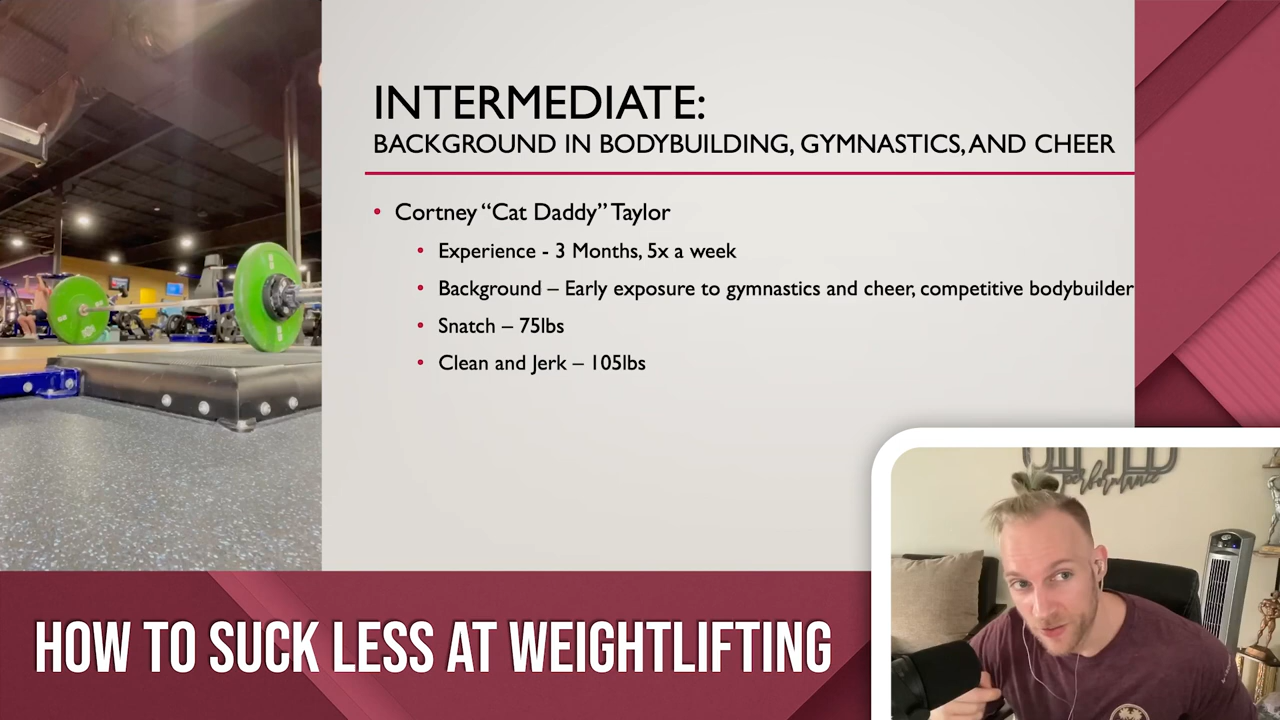 INTERMEDIATE:
BACKGROUND IN BODYBUILDING, GYMNASTICS, AND CHEER
• Cortney “Cat Daddy” Taylor
• Experience - 3 Months, 5x a week
• Background – Early exposure to gymnastics and cheer, competitive bodybuilder
• Snatch – 75lbs
• Clean and Jerk – 105lbs
performance
HOW TO SUCK LESS AT WEIGHTLIFTING